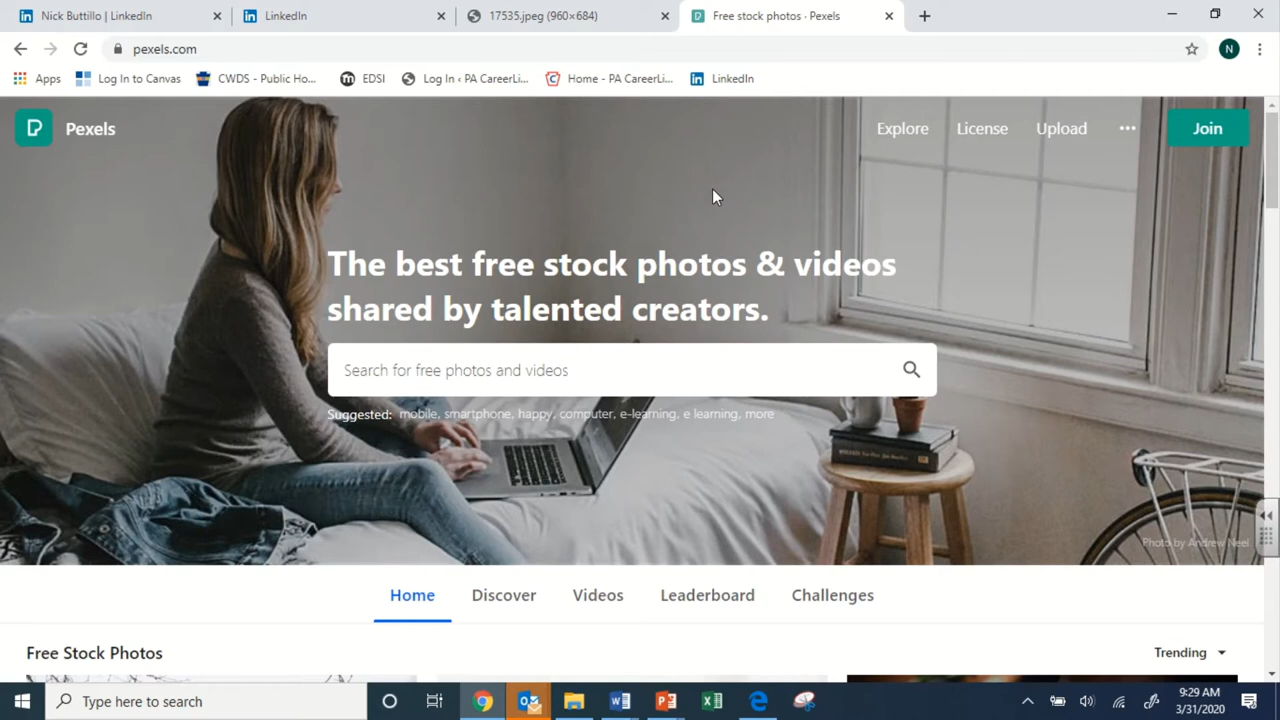 Nick Buttillo | LinkedIn
LinkedIn
17535.jpeg (960×684)
Free stock photos · Pexels
pexels.com
N
Apps
Log In to Canvas
CWDS - Public Ho...
EDSI
Log In ‹ PA CareerLi...
Home - PA CareerLi...
LinkedIn
Pexels
Explore
License
Upload
Join
The best free stock photos & videos
shared by talented creators.
Search for free photos and videos
Suggested: mobile, smartphone, happy, computer, e-learning, e learning, more
Photo by Andrew Neel
Home
Discover
Videos
Leaderboard
Challenges
Free Stock Photos
Trending
Type here to search
9:29 AM
3/31/2020